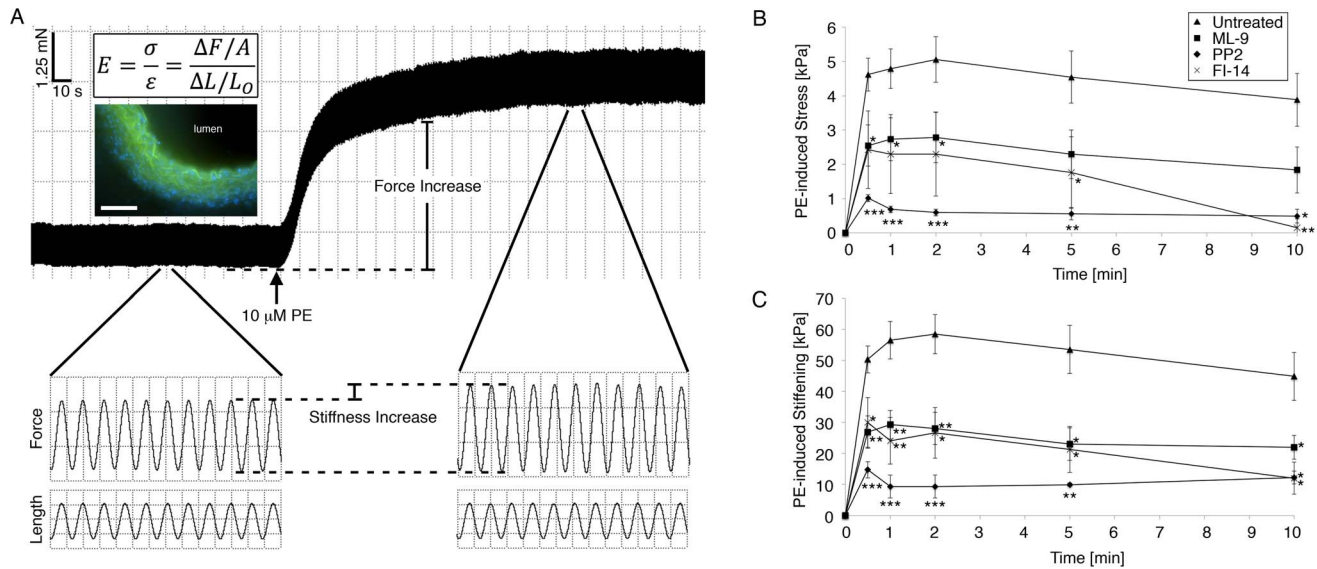 A
1.25 mN
10 s
E = σ/ε = (ΔF/A)/(ΔL/L_O)
lumen
Force Increase
10 μM PE
Force
Stiffness Increase
Length
B
PE-induced Stress [kPa]
6
5
4
3
2
1
0
Untreated
ML-9
PP2
FI-14
*
*
*
*
***
***
***
**
*
**
0 1 2 3 4 5 6 7 8 9 10
Time [min]
C
PE-induced Stiffening [kPa]
70
60
50
40
30
20
10
0
*
**
**
**
**
*
*
*
*
***
***
***
**
*
*
0 1 2 3 4 5 6 7 8 9 10
Time [min]